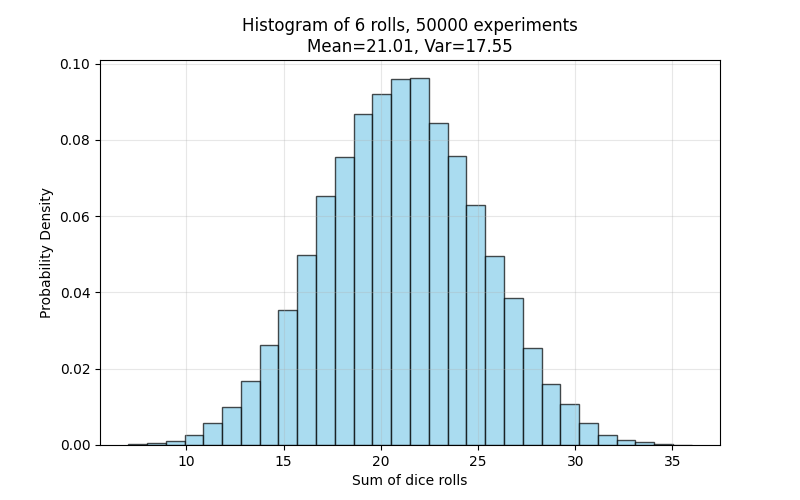 Histogram of 6 rolls, 50000 experiments
Mean=21.01, Var=17.55
0.10
0.08
0.06
0.04
0.02
0.00
Probability Density
10 15 20 25 30 35
Sum of dice rolls